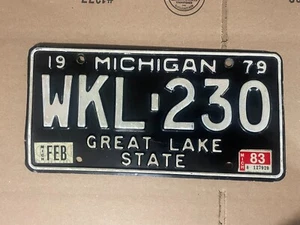 19 MICHIGAN 79
WKL·230
FEB GREAT LAKE 83
STATE